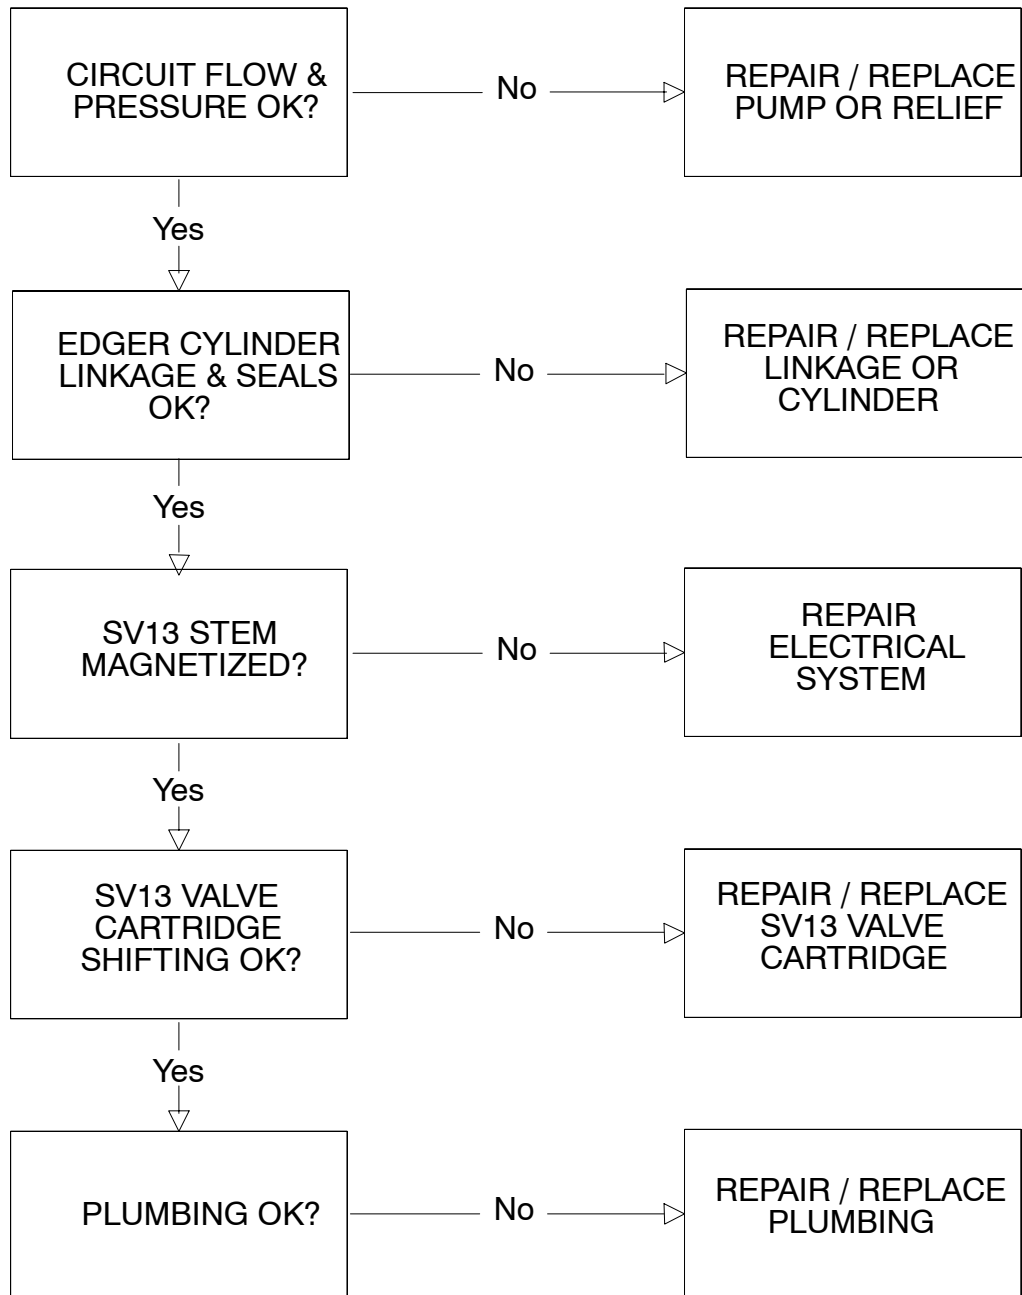 CIRCUIT FLOW &
PRESSURE OK?
No
REPAIR / REPLACE
PUMP OR RELIEF
Yes
EDGER CYLINDER
LINKAGE & SEALS
OK?
No
REPAIR / REPLACE
LINKAGE OR
CYLINDER
Yes
SV13 STEM
MAGNETIZED?
No
REPAIR
ELECTRICAL
SYSTEM
Yes
SV13 VALVE
CARTRIDGE
SHIFTING OK?
No
REPAIR / REPLACE
SV13 VALVE
CARTRIDGE
Yes
PLUMBING OK?
No
REPAIR / REPLACE
PLUMBING